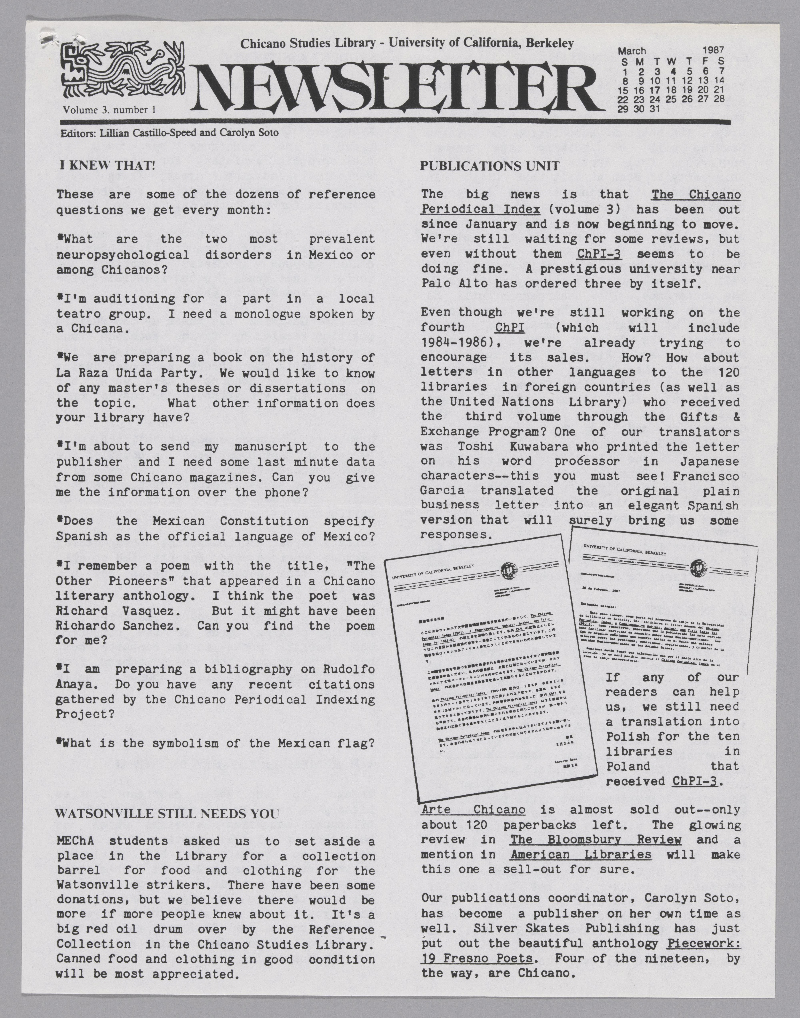 Chicano Studies Library - University of California, Berkeley
NEWSLETTER
Volume 3, number 1
March 1987
S M T W T F S
1 2 3 4 5 6 7
8 9 10 11 12 13 14
15 16 17 18 19 20 21
22 23 24 25 26 27 28
29 30 31
Editors: Lillian Castillo-Speed and Carolyn Soto
I KNEW THAT!
These are some of the dozens of reference
questions we get every month:
*What are the two most prevalent
neuropsychological disorders in Mexico or
among Chicanos?
*I'm auditioning for a part in a local
teatro group. I need a monologue spoken by
a Chicana.
*We are preparing a book on the history of
La Raza Unida Party. We would like to know
of any master's theses or dissertations on
the topic. What other information does
your library have?
*I'm about to send my manuscript to the
publisher and I need some last minute data
from some Chicano magazines. Can you give
me the information over the phone?
*Does the Mexican Constitution specify
Spanish as the official language of Mexico?
*I remember a poem with the title, "The
Other Pioneers" that appeared in a Chicano
literary anthology. I think the poet was
Richard Vasquez. But it might have been
Richardo Sanchez. Can you find the poem
for me?
*I am preparing a bibliography on Rudolfo
Anaya. Do you have any recent citations
gathered by the Chicano Periodical Indexing
Project?
*What is the symbolism of the Mexican flag?
WATSONVILLE STILL NEEDS YOU
MEChA students asked us to set aside a
place in the Library for a collection
barrel for food and clothing for the
Watsonville strikers. There have been some
donations, but we believe there would be
more if more people knew about it. It's a
big red oil drum over by the Reference
Collection in the Chicano Studies Library.
Canned food and clothing in good condition
will be most appreciated.
PUBLICATIONS UNIT
The big news is that The Chicano
Periodical Index (volume 3) has been out
since January and is now beginning to move.
We're still waiting for some reviews, but
even without them ChPI-3 seems to be
doing fine. A prestigious university near
Palo Alto has ordered three by itself.
Even though we're still working on the
fourth ChPI (which will include
1984-1986), we're already trying to
encourage its sales. How? How about
letters in other languages to the 120
libraries in foreign countries (as well as
the United Nations Library) who received
the third volume through the Gifts &
Exchange Program? One of our translators
was Toshi Kuwabara who printed the letter
on his word processor in Japanese
characters--this you must see! Francisco
Garcia translated the original plain
business letter into an elegant Spanish
version that will surely bring us some
responses.
UNIVERSITY OF CALIFORNIA, BERKELEY
UNIVERSITY OF CALIFORNIA, BERKELEY
If any of our
readers can help
us, we still need
a translation into
Polish for the ten
libraries in
Poland that
received ChPI-3.
Arte Chicano is almost sold out--only
about 120 paperbacks left. The glowing
review in The Bloomsbury Review and a
mention in American Libraries will make
this one a sell-out for sure.
Our publications coordinator, Carolyn Soto,
has become a publisher on her own time as
well. Silver Skates Publishing has just
put out the beautiful anthology Piecework:
19 Fresno Poets. Four of the nineteen, by
the way, are Chicano.